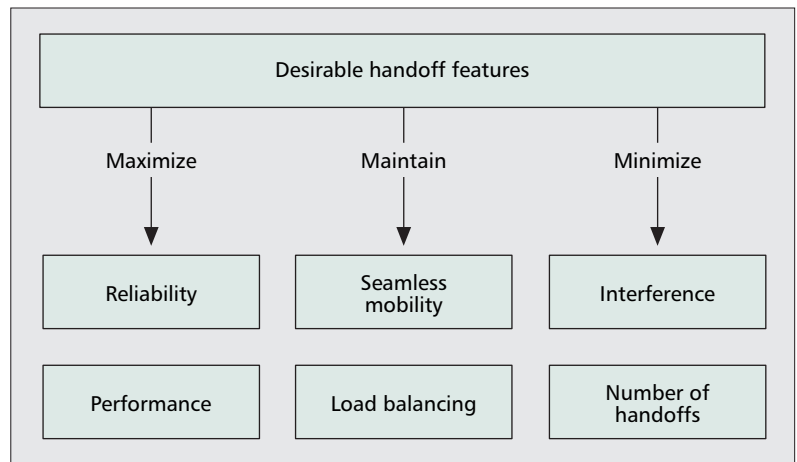 Desirable handoff features
Maximize
Maintain
Minimize
Reliability
Seamless
mobility
Interference
Performance
Load balancing
Number of
handoffs